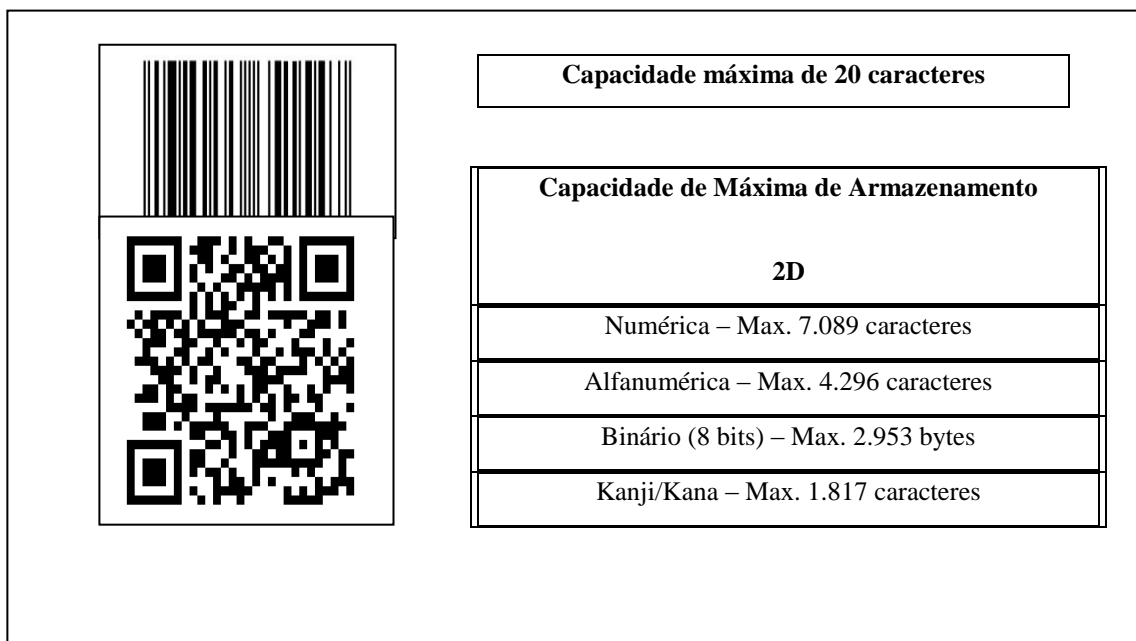 Capacidade máxima de 20 caracteres
Capacidade de Máxima de Armazenamento
2D
Numérica – Max. 7.089 caracteres
Alfanumérica – Max. 4.296 caracteres
Binário (8 bits) – Max. 2.953 bytes
Kanji/Kana – Max. 1.817 caracteres